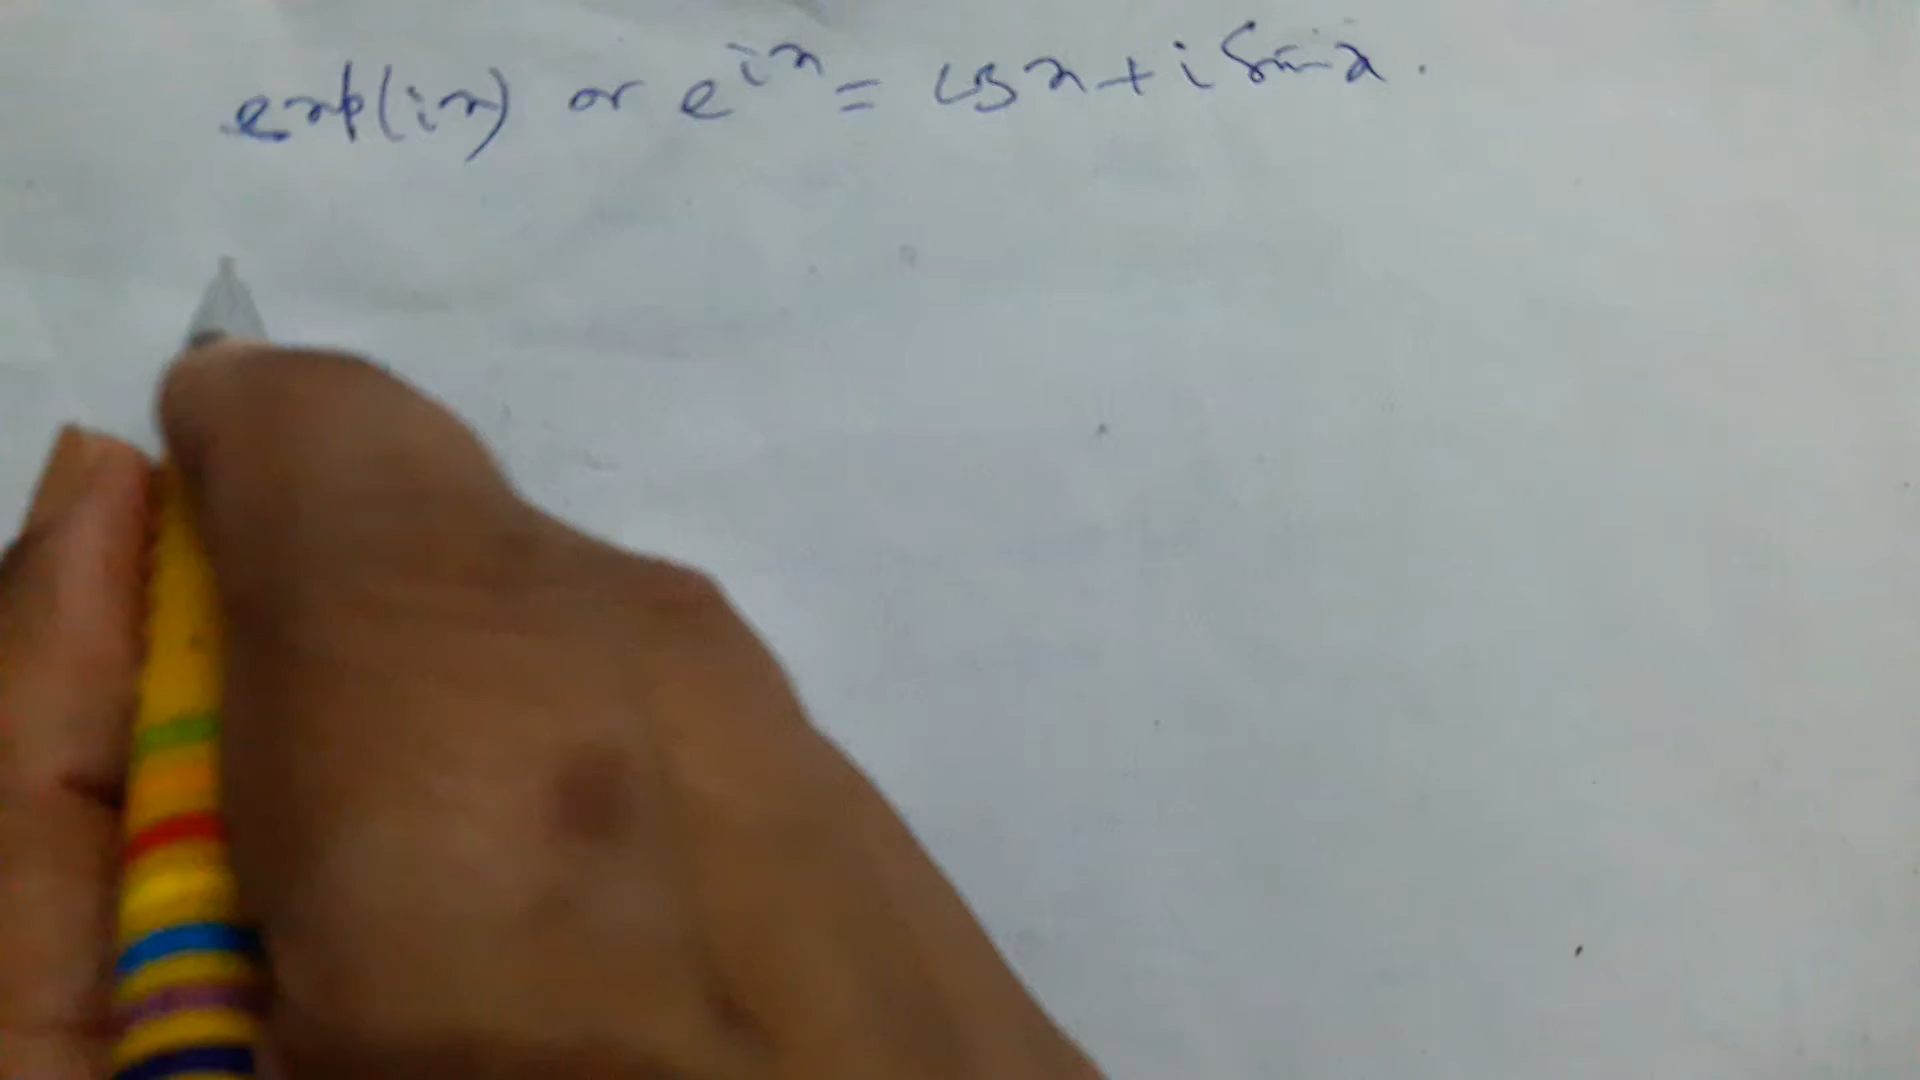 exp(ix) or e^{ix} = cos x + i Sin x.